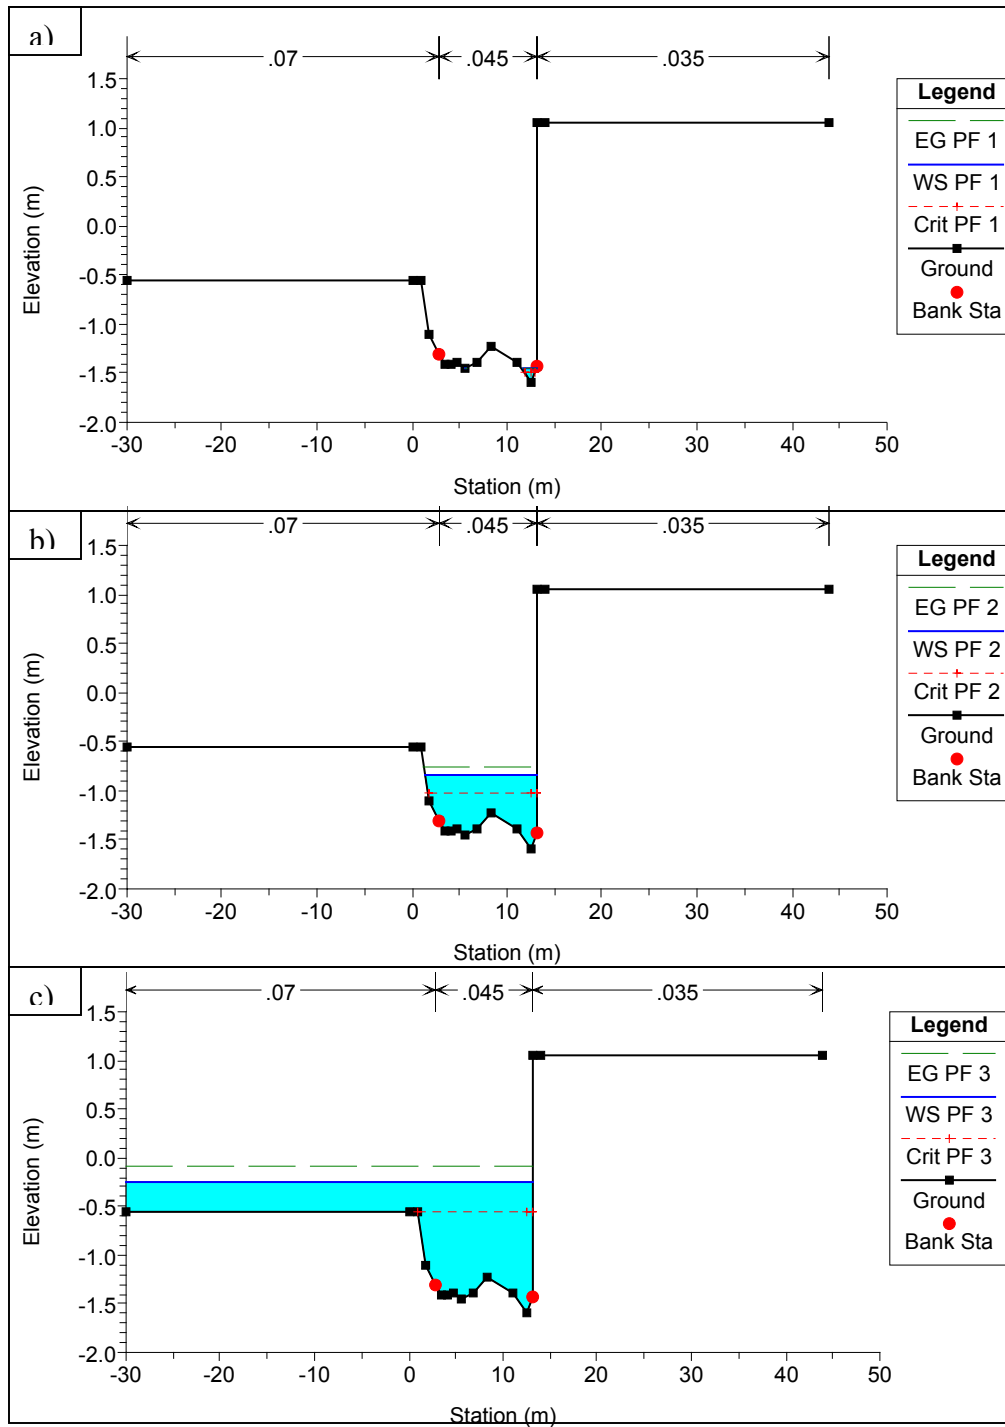 a)
.07 .045 .035
1.5
1.0
0.5
0.0
-0.5
-1.0
-1.5
-2.0
Elevation (m)
-30 -20 -10 0 10 20 30 40 50
Station (m)
Legend
EG PF 1
WS PF 1
Crit PF 1
Ground
Bank Sta
b)
.07 .045 .035
1.5
1.0
0.5
0.0
-0.5
-1.0
-1.5
-2.0
Elevation (m)
-30 -20 -10 0 10 20 30 40 50
Station (m)
Legend
EG PF 2
WS PF 2
Crit PF 2
Ground
Bank Sta
c)
.07 .045 .035
1.5
1.0
0.5
0.0
-0.5
-1.0
-1.5
-2.0
Elevation (m)
-30 -20 -10 0 10 20 30 40 50
Station (m)
Legend
EG PF 3
WS PF 3
Crit PF 3
Ground
Bank Sta